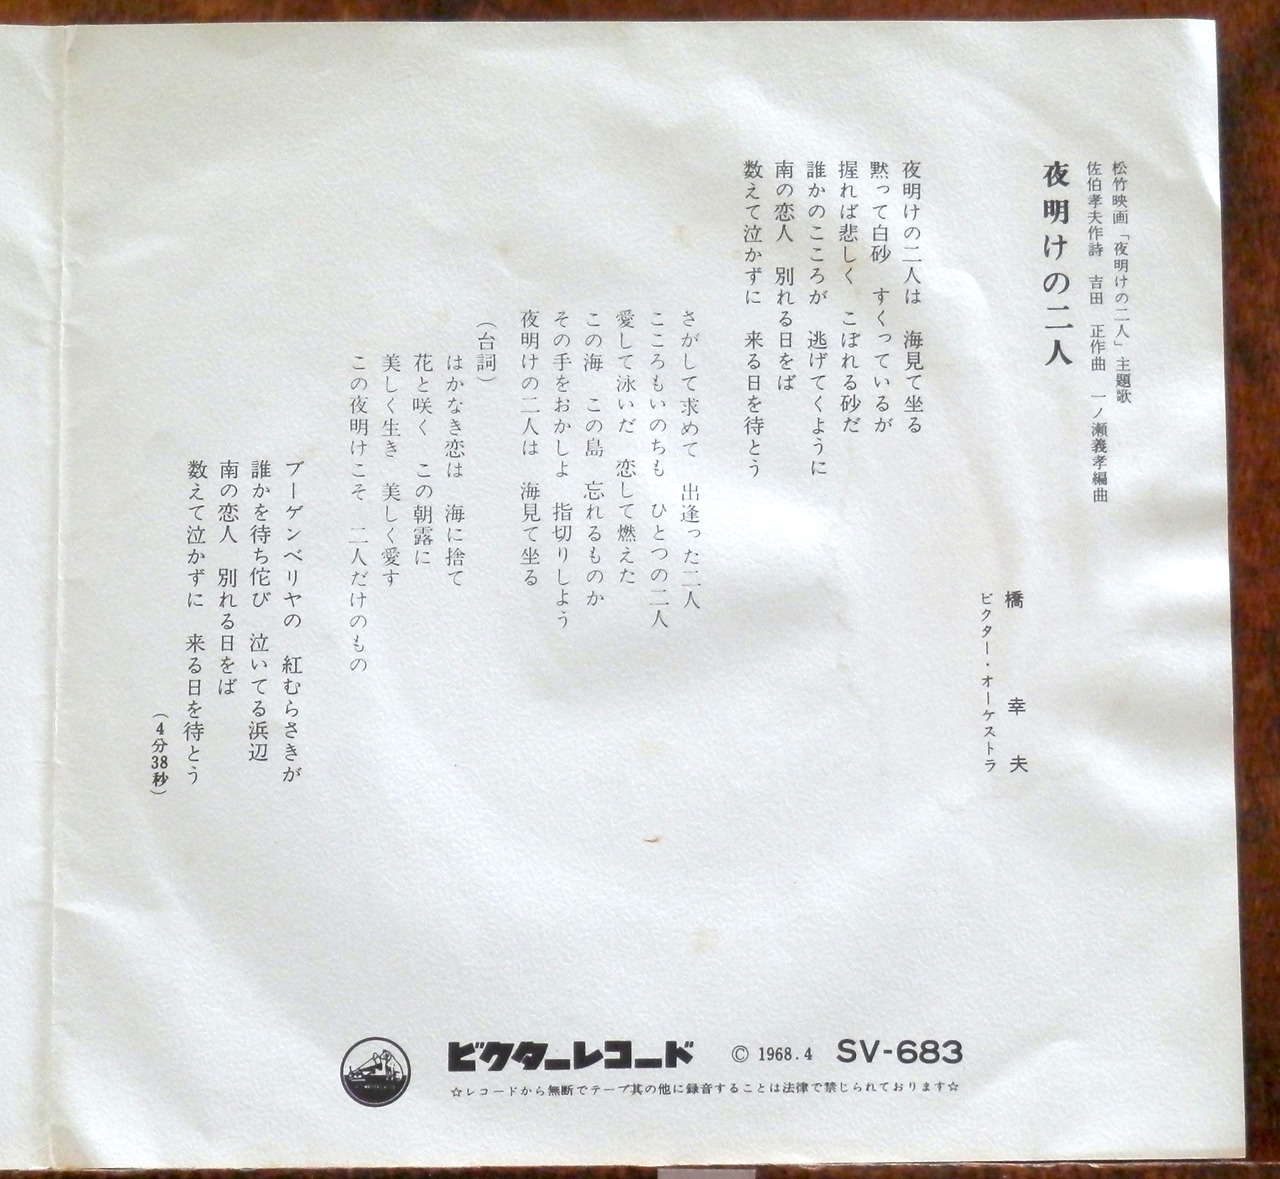 松竹映画「夜明けの二人」主題歌
佐伯孝夫作詩　吉田　正作曲　一ノ瀬義孝編曲
夜明けの二人
橋幸夫
ビクター・オーケストラ
夜明けの二人は　海見て坐る
黙って白砂　すくっているが
握れば悲しく　こぼれる砂だ
誰かのこころが　逃げてくように
南の恋人　別れる日をば
数えて泣かずに　来る日を待とう
さがして求めて　出逢った二人
こころもいのちも　ひとつの二人
愛して泳いだ　恋して燃えた
この海　この島　忘れるものか
その手をおかしよ　指切りしよう
夜明けの二人は　海見て坐る
（台詞）
はかなき恋は　海に捨て
花と咲く　この朝露に
美しく生き　美しく愛す
この夜明けこそ　二人だけのもの
ブーゲンベリヤの　紅むらさきが
誰かを待ち侘び　泣いてる浜辺
南の恋人　別れる日をば
数えて泣かずに　来る日を待とう
（4分38秒）
ビクターレコード　© 1968.4　SV-683
☆レコードから無断でテープ其の他に録音することは法律で禁じられております☆